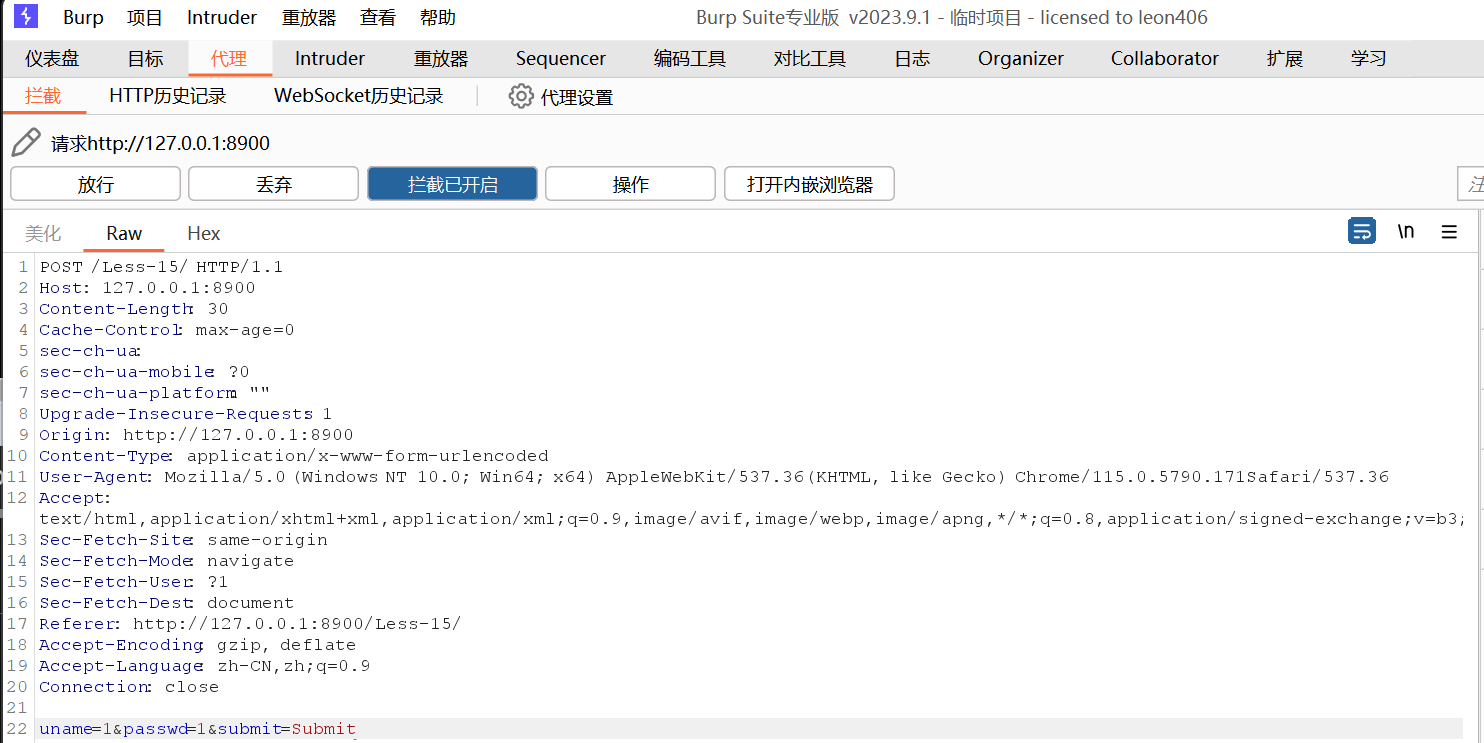 Burp 项目 Intruder 重放器 查看 帮助 Burp Suite专业版 v2023.9.1 - 临时项目 - licensed to leon406
仪表盘 目标 代理 Intruder 重放器 Sequencer 编码工具 对比工具 日志 Organizer Collaborator 扩展 学习
拦截 HTTP历史记录 WebSocket历史记录 代理设置
请求http://127.0.0.1:8900
放行 丢弃 拦截已开启 操作 打开内嵌浏览器 注
美化 Raw Hex \n
1 POST /Less-15/ HTTP/1.1
2 Host: 127.0.0.1:8900
3 Content-Length: 30
4 Cache-Control: max-age=0
5 sec-ch-ua:
6 sec-ch-ua-mobile: ?0
7 sec-ch-ua-platform: ""
8 Upgrade-Insecure-Requests: 1
9 Origin: http://127.0.0.1:8900
10 Content-Type: application/x-www-form-urlencoded
11 User-Agent: Mozilla/5.0 (Windows NT 10.0; Win64; x64) AppleWebKit/537.36(KHTML, like Gecko) Chrome/115.0.5790.171Safari/537.36
12 Accept:
text/html,application/xhtml+xml,application/xml;q=0.9,image/avif,image/webp,image/apng,*/*;q=0.8,application/signed-exchange;v=b3;
13 Sec-Fetch-Site: same-origin
14 Sec-Fetch-Mode: navigate
15 Sec-Fetch-User: ?1
16 Sec-Fetch-Dest: document
17 Referer: http://127.0.0.1:8900/Less-15/
18 Accept-Encoding: gzip, deflate
19 Accept-Language: zh-CN,zh;q=0.9
20 Connection: close
21
22 uname=1&passwd=1&submit=Submit